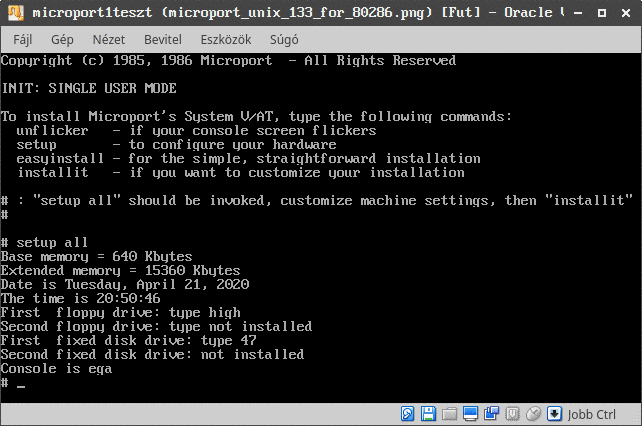 microport1teszt (microport_unix_133_for_80286.png) [Fut] - Oracle
Fájl Gép Nézet Bevitel Eszközök Súgó
Copyright (c) 1985, 1986 Microport - All Rights Reserved
INIT: SINGLE USER MODE
To install Microport's System V/AT, type the following commands:
unflicker - if your console screen flickers
setup - to configure your hardware
easyinstall - for the simple, straightforward installation
installit - if you want to customize your installation
# : "setup all" should be invoked, customize machine settings, then "installit"
#
# setup all
Base memory = 640 Kbytes
Extended memory = 15360 Kbytes
Date is Tuesday, April 21, 2020
The time is 20:50:46
First floppy drive: type high
Second floppy drive: type not installed
First fixed disk drive: type 47
Second fixed disk drive: not installed
Console is ega
# _
Jobb Ctrl